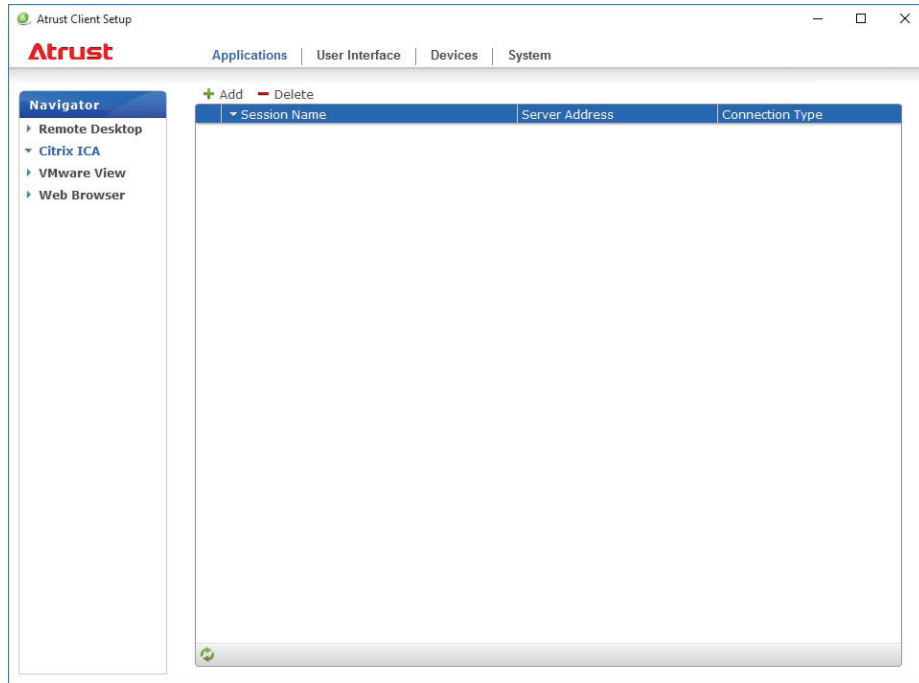 Atrust Client Setup
Atrust
Applications | User Interface | Devices | System
Navigator
Remote Desktop
Citrix ICA
VMware View
Web Browser
Add Delete
Session Name Server Address Connection Type